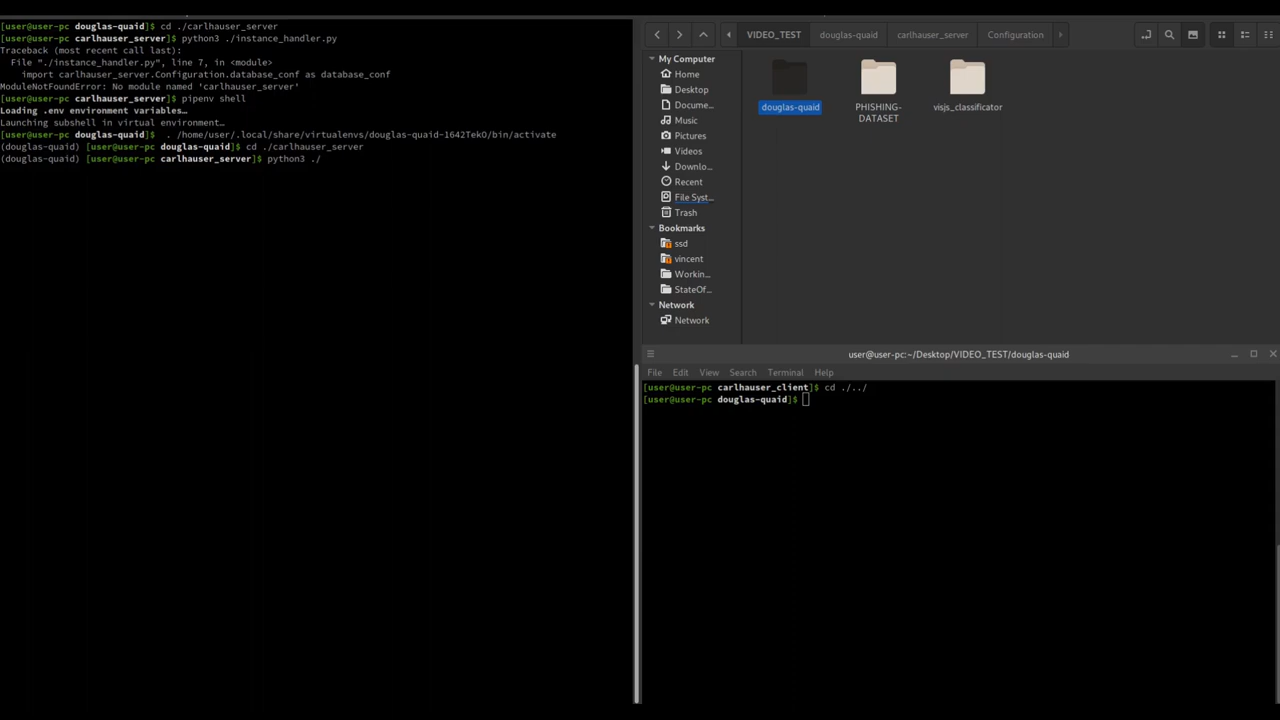 [user@user-pc douglas-quaid]$ cd ./carlhauser_server
[user@user-pc carlhauser_server]$ python3 ./instance_handler.py
Traceback (most recent call last):
  File "./instance_handler.py", line 7, in <module>
    import carlhauser_server.Configuration.database_conf as database_conf
ModuleNotFoundError: No module named 'carlhauser_server'
[user@user-pc carlhauser_server]$ pipenv shell
Loading .env environment variables…
Launching subshell in virtual environment…
[user@user-pc douglas-quaid]$  . /home/user/.local/share/virtualenvs/douglas-quaid-1642TekO/bin/activate
(douglas-quaid) [user@user-pc douglas-quaid]$ cd ./carlhauser_server
(douglas-quaid) [user@user-pc carlhauser_server]$ python3 ./
VIDEO_TEST douglas-quaid carlhauser_server Configuration
My Computer
Home
Desktop
Docume…
Music
Pictures
Videos
Downlo…
Recent
File Syst…
Trash
Bookmarks
ssd
vincent
Workin…
StateOf…
Network
Network
douglas-quaid
PHISHING-
DATASET
visjs_classificator
user@user-pc:~/Desktop/VIDEO_TEST/douglas-quaid
File Edit View Search Terminal Help
[user@user-pc carlhauser_client]$ cd ./../
[user@user-pc douglas-quaid]$